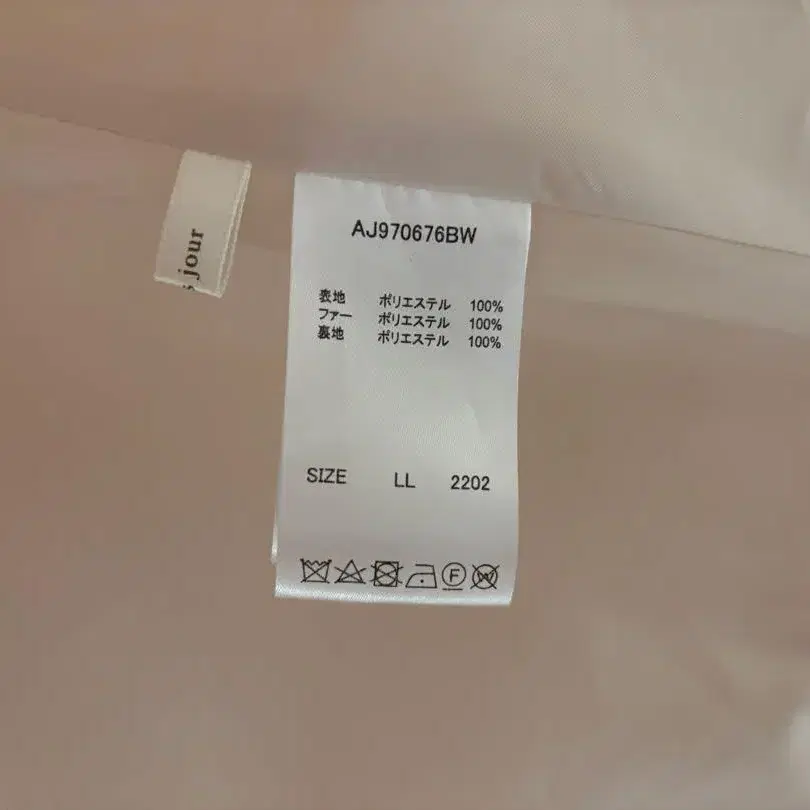 jour
AJ970676BW
表地 ポリエステル 100%
ファー ポリエステル 100%
裏地 ポリエステル 100%
SIZE LL 2202
F W